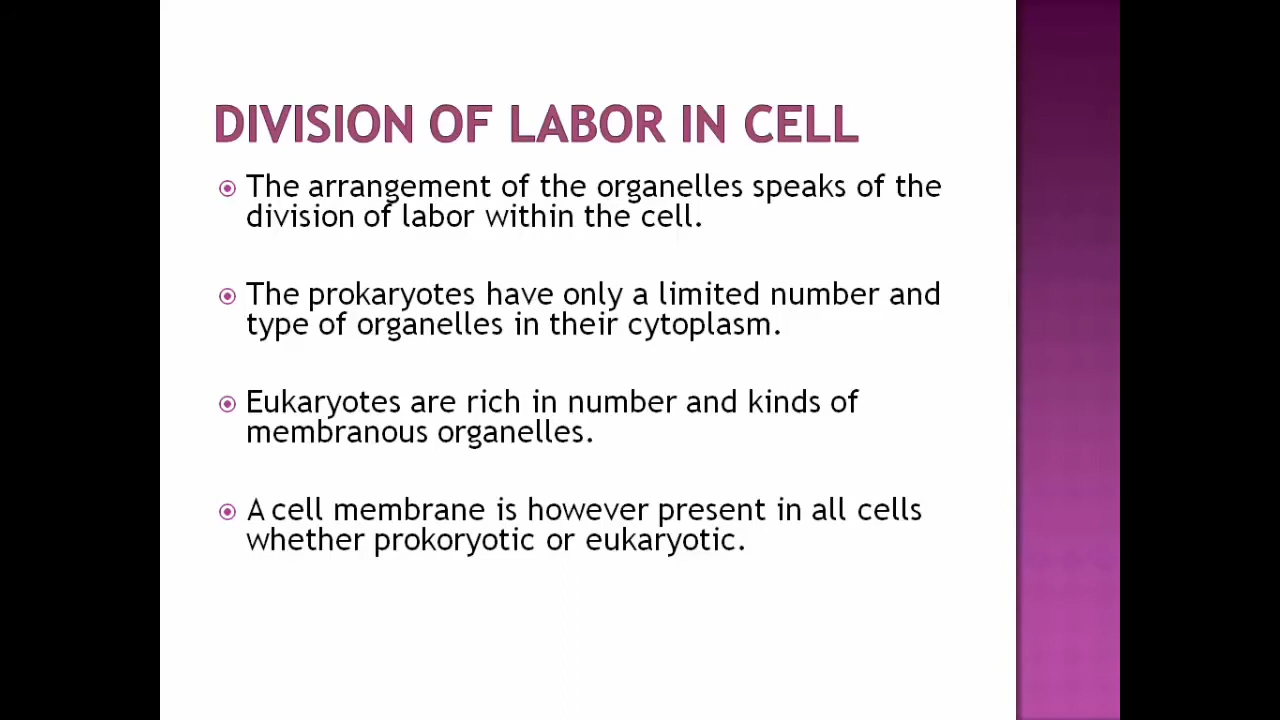 DIVISION OF LABOR IN CELL
The arrangement of the organelles speaks of the
division of labor within the cell.
The prokaryotes have only a limited number and
type of organelles in their cytoplasm.
Eukaryotes are rich in number and kinds of
membranous organelles.
A cell membrane is however present in all cells
whether prokoryotic or eukaryotic.